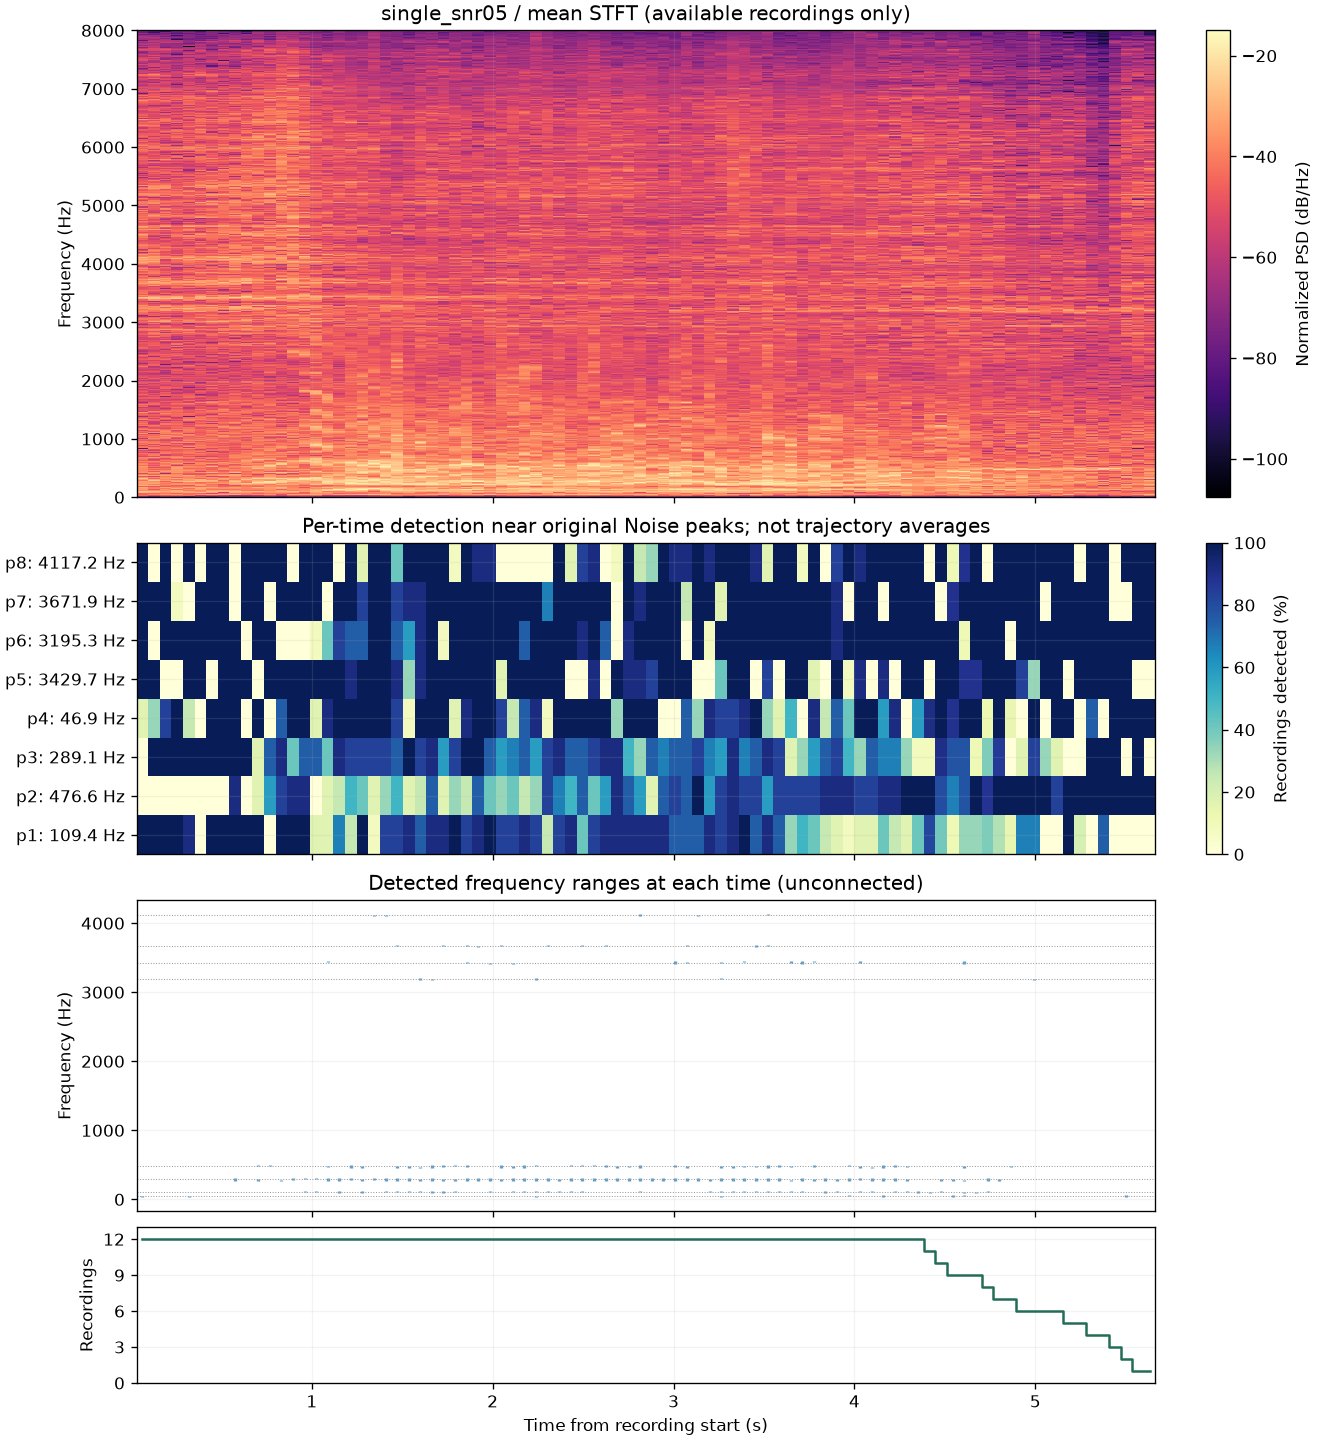 single_snr05 / mean STFT (available recordings only)
8000
7000
6000
5000
4000
3000
2000
1000
0
Frequency (Hz)
−20
−40
−60
−80
−100
Normalized PSD (dB/Hz)
Per-time detection near original Noise peaks; not trajectory averages
p8: 4117.2 Hz
p7: 3671.9 Hz
p6: 3195.3 Hz
p5: 3429.7 Hz
p4: 46.9 Hz
p3: 289.1 Hz
p2: 476.6 Hz
p1: 109.4 Hz
100
80
60
40
20
0
Recordings detected (%)
Detected frequency ranges at each time (unconnected)
4000
3000
2000
1000
0
Frequency (Hz)
12
9
6
3
0
Recordings
1 2 3 4 5
Time from recording start (s)